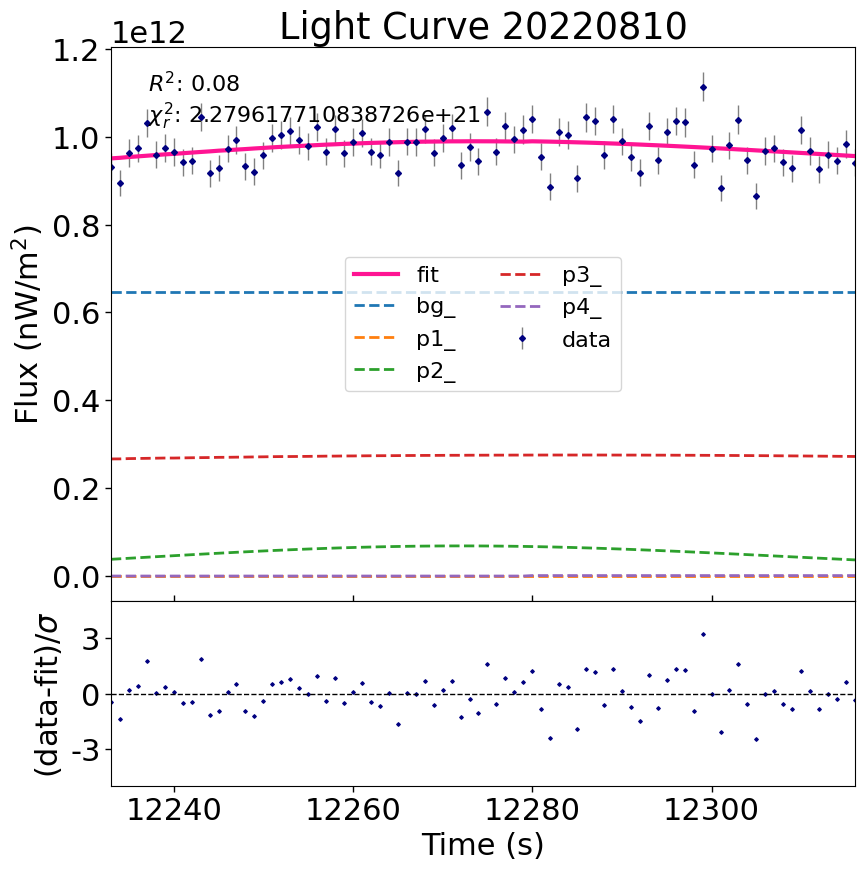 Light Curve 20220810
1e12
R²: 0.08
χ²ᵣ: 2.279617710838726e+21
1.2
1.0
0.8
0.6
0.4
0.2
0.0
Flux (nW/m²)
fit
bg_
p1_
p2_
p3_
p4_
data
3
0
-3
(data-fit)/σ
12240 12260 12280 12300
Time (s)